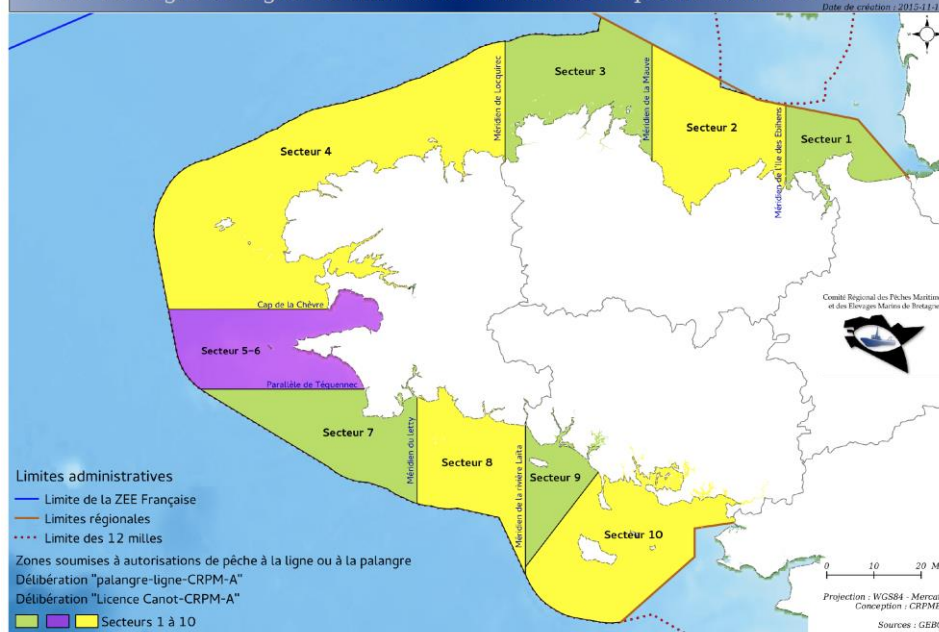 Date de création : 2015-11-1
Secteur 3
Méridien de Locquirec
Méridien de la Mauve
Secteur 2
Méridien de l'Ile des Ebihens
Secteur 1
Secteur 4
Cap de la Chèvre
Comité Régional des Pêches Maritime
et des Elevages Marins de Bretagne
Secteur 5-6
Parallèle de Téquennec
Secteur 7
Méridien du letty
Secteur 8
Méridien de la rivière Laïta
Secteur 9
Secteur 10
Limites administratives
Limite de la ZEE Française
Limites régionales
Limite des 12 milles
Zones soumises à autorisations de pêche à la ligne ou à la palangre
Délibération "palangre-ligne-CRPM-A"
Délibération "Licence Canot-CRPM-A"
Secteurs 1 à 10
0 10 20 M
Projection : WGS84 - Mercat
Conception : CRPME
Sources : GEBC